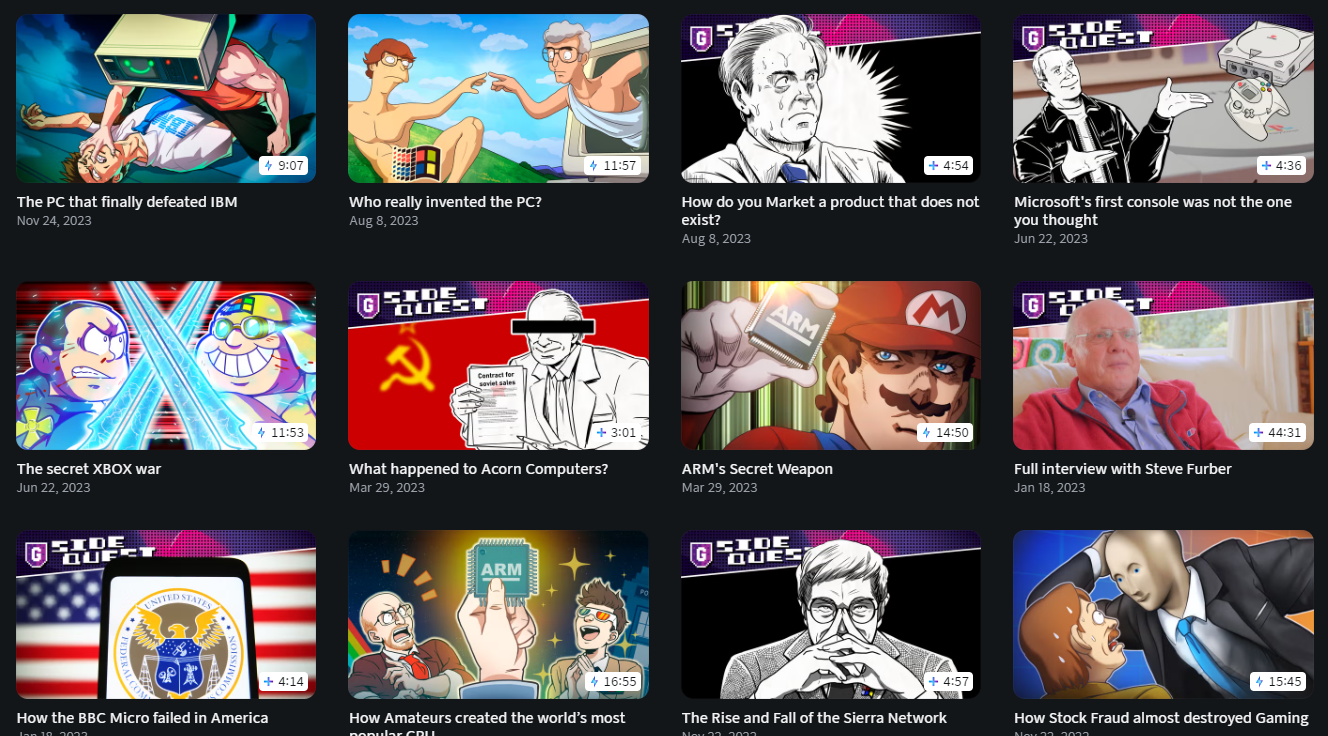 9:07
The PC that finally defeated IBM
Nov 24, 2023
11:57
Who really invented the PC?
Aug 8, 2023
4:54
How do you Market a product that does not
exist?
Aug 8, 2023
SIDE
QUEST
4:36
Microsoft's first console was not the one
you thought
Jun 22, 2023
11:53
The secret XBOX war
Jun 22, 2023
SIDE
QUEST
Contract for
soviet sales
3:01
What happened to Acorn Computers?
Mar 29, 2023
M
ARM
14:50
ARM's Secret Weapon
Mar 29, 2023
SIDE
QUEST
44:31
Full interview with Steve Furber
Jan 18, 2023
SIDE
QUEST
UNITED STATES
4:14
How the BBC Micro failed in America
Jan 18, 2023
ARM
16:55
How Amateurs created the world's most
popular CPU
SIDE
QUEST
4:57
The Rise and Fall of the Sierra Network
Nov 22, 2022
15:45
How Stock Fraud almost destroyed Gaming
Nov 22, 2022